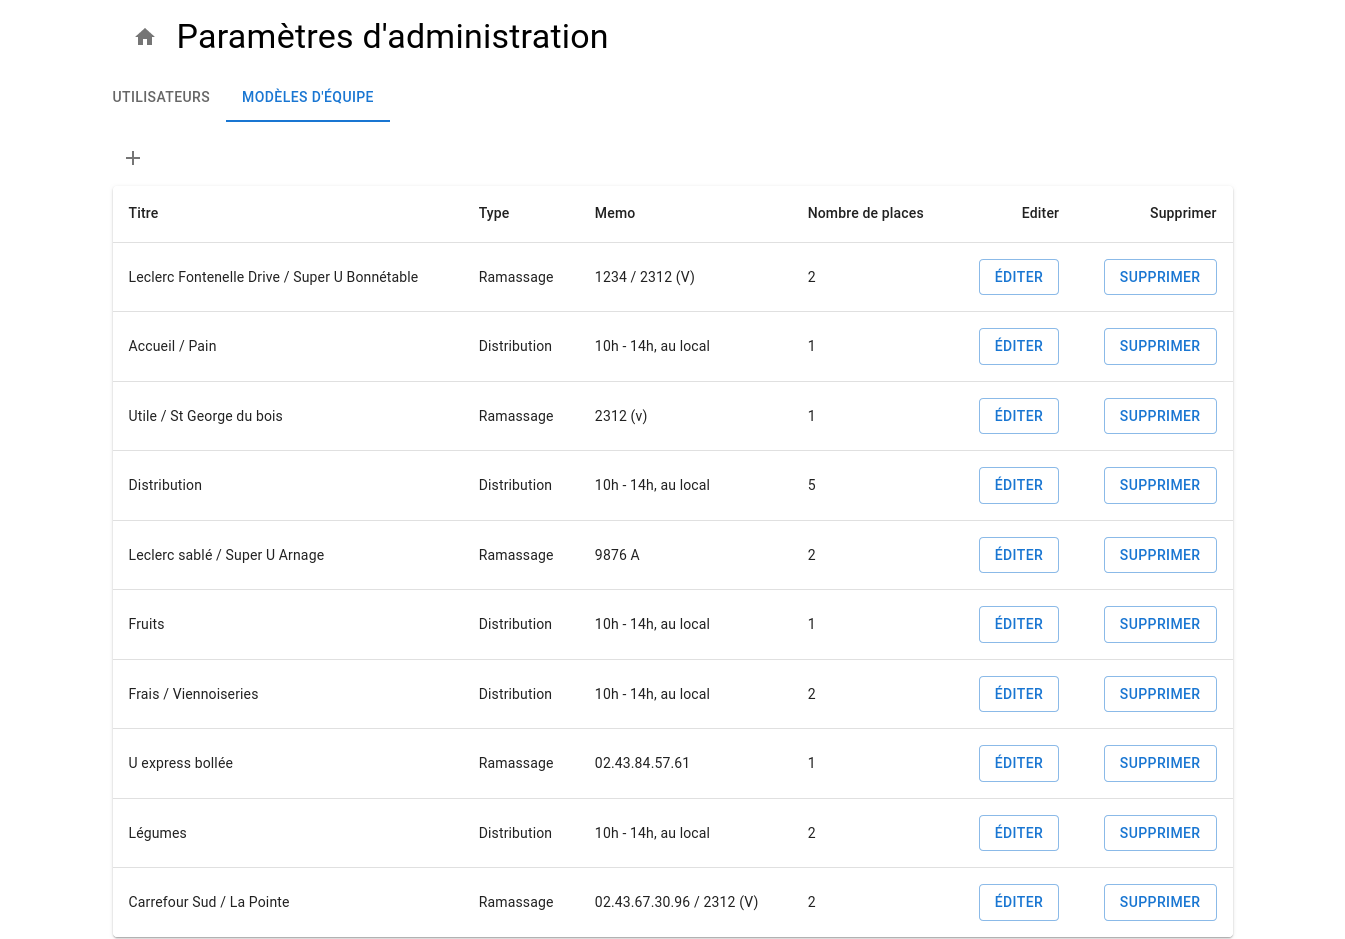 Paramètres d'administration
UTILISATEURS MODÈLES D'ÉQUIPE
Titre Type Memo Nombre de places Editer Supprimer
Leclerc Fontenelle Drive / Super U Bonnétable Ramassage 1234 / 2312 (V) 2 ÉDITER SUPPRIMER
Accueil / Pain Distribution 10h - 14h, au local 1 ÉDITER SUPPRIMER
Utile / St George du bois Ramassage 2312 (v) 1 ÉDITER SUPPRIMER
Distribution Distribution 10h - 14h, au local 5 ÉDITER SUPPRIMER
Leclerc sablé / Super U Arnage Ramassage 9876 A 2 ÉDITER SUPPRIMER
Fruits Distribution 10h - 14h, au local 1 ÉDITER SUPPRIMER
Frais / Viennoiseries Distribution 10h - 14h, au local 2 ÉDITER SUPPRIMER
U express bollée Ramassage 02.43.84.57.61 1 ÉDITER SUPPRIMER
Légumes Distribution 10h - 14h, au local 2 ÉDITER SUPPRIMER
Carrefour Sud / La Pointe Ramassage 02.43.67.30.96 / 2312 (V) 2 ÉDITER SUPPRIMER